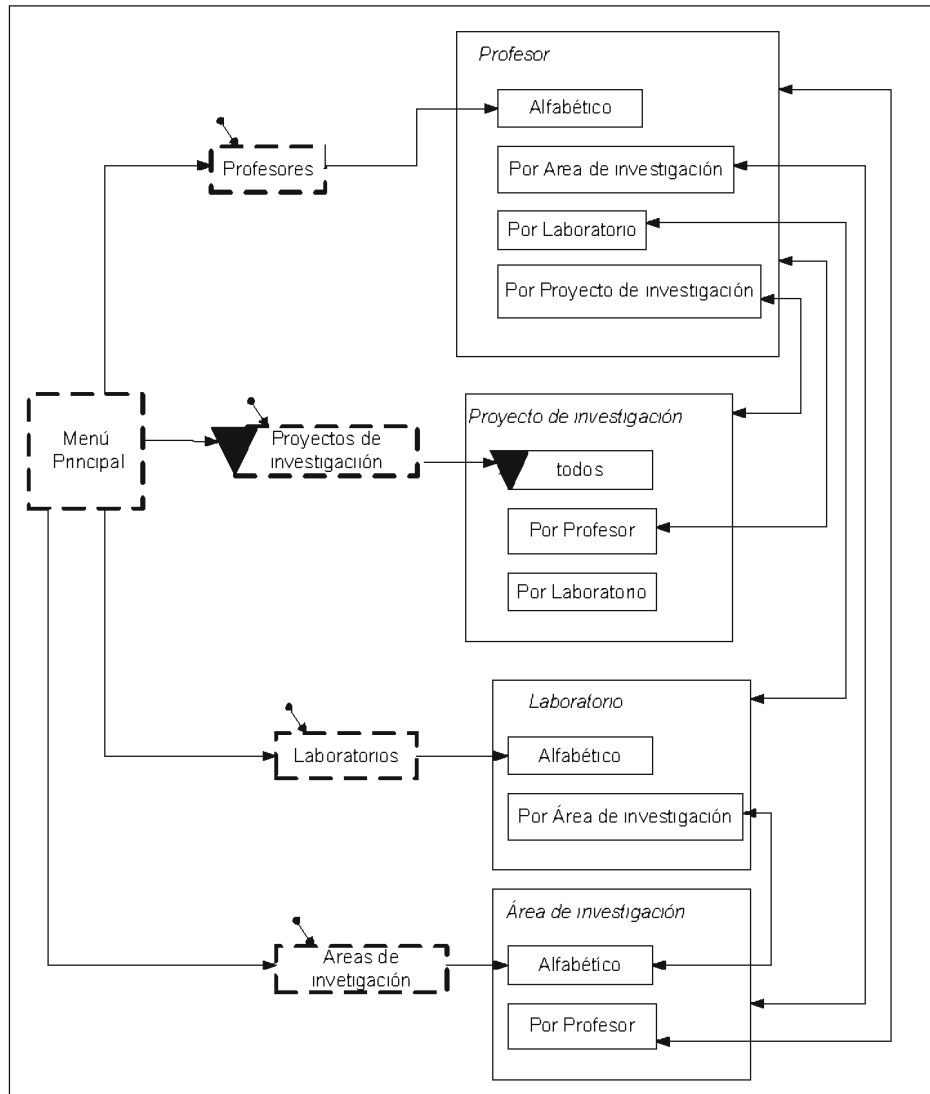 Profesor
Alfabético
Por Area de investigación
Por Laboratorio
Por Proyecto de investigación
Profesores
Menú
Principal
Proyectos de
investigaciión
Proyecto de investigación
todos
Por Profesor
Por Laboratorio
Laboratorios
Laboratorio
Alfabético
Por Área de investigación
Areas de
invetigación
Área de investigación
Alfabético
Por Profesor